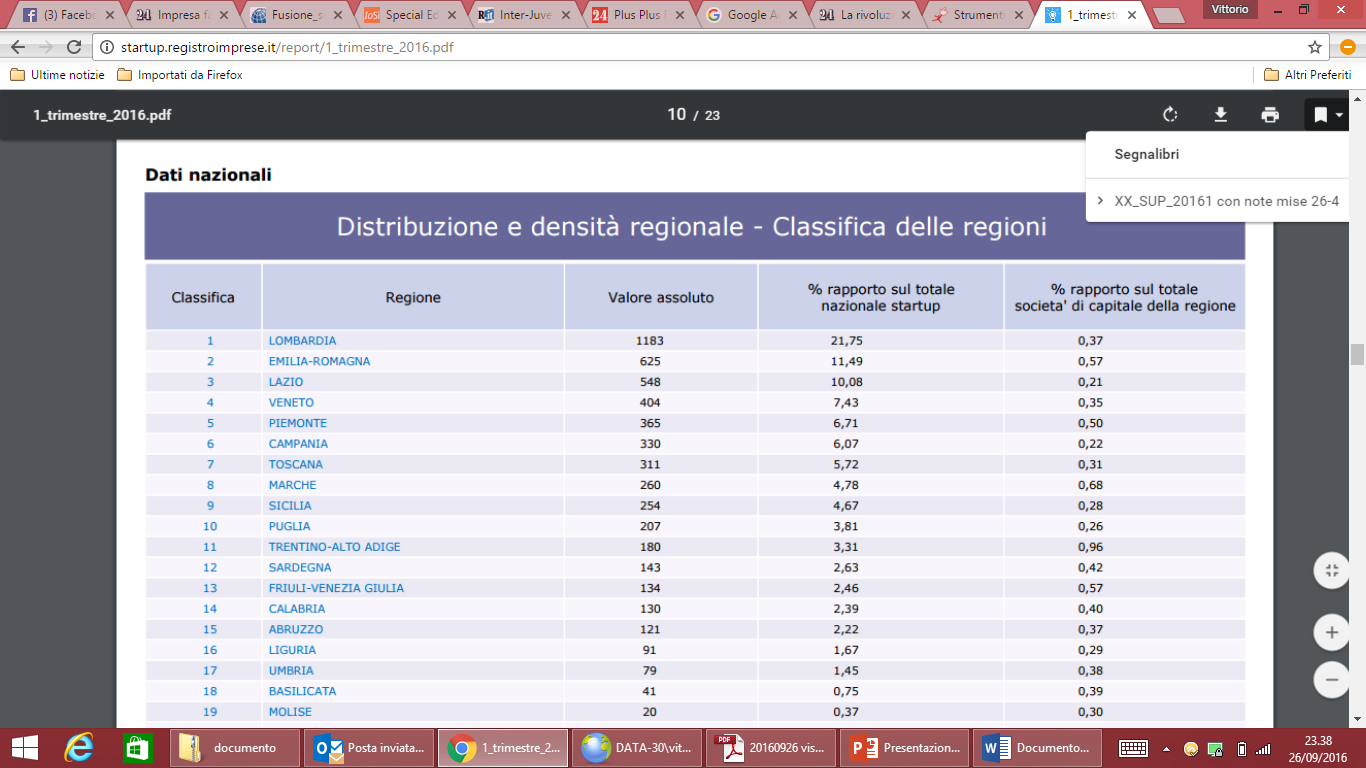 (3) Facebo
Impresa fa
Fusione_s
Special Ed
Inter-Juve
Plus Plus
Google A
La rivoluz
Strumenti
1_trimest
Vittorio
startup.registroimprese.it/report/1_trimestre_2016.pdf
Ultime notizie Importati da Firefox Altri Preferiti
1_trimestre_2016.pdf 10 / 23
Segnalibri
XX_SUP_20161 con note mise 26-4
Dati nazionali
Distribuzione e densità regionale - Classifica delle regioni
Classifica Regione Valore assoluto % rapporto sul totale nazionale startup % rapporto sul totale societa' di capitale della regione
1 LOMBARDIA 1183 21,75 0,37
2 EMILIA-ROMAGNA 625 11,49 0,57
3 LAZIO 548 10,08 0,21
4 VENETO 404 7,43 0,35
5 PIEMONTE 365 6,71 0,50
6 CAMPANIA 330 6,07 0,22
7 TOSCANA 311 5,72 0,31
8 MARCHE 260 4,78 0,68
9 SICILIA 254 4,67 0,28
10 PUGLIA 207 3,81 0,26
11 TRENTINO-ALTO ADIGE 180 3,31 0,96
12 SARDEGNA 143 2,63 0,42
13 FRIULI-VENEZIA GIULIA 134 2,46 0,57
14 CALABRIA 130 2,39 0,40
15 ABRUZZO 121 2,22 0,37
16 LIGURIA 91 1,67 0,29
17 UMBRIA 79 1,45 0,38
18 BASILICATA 41 0,75 0,39
19 MOLISE 20 0,37 0,30
documento
Posta inviata...
1_trimestre_2...
DATA-30\vit...
20160926 vis...
Presentazion...
Documento...
23.38
26/09/2016